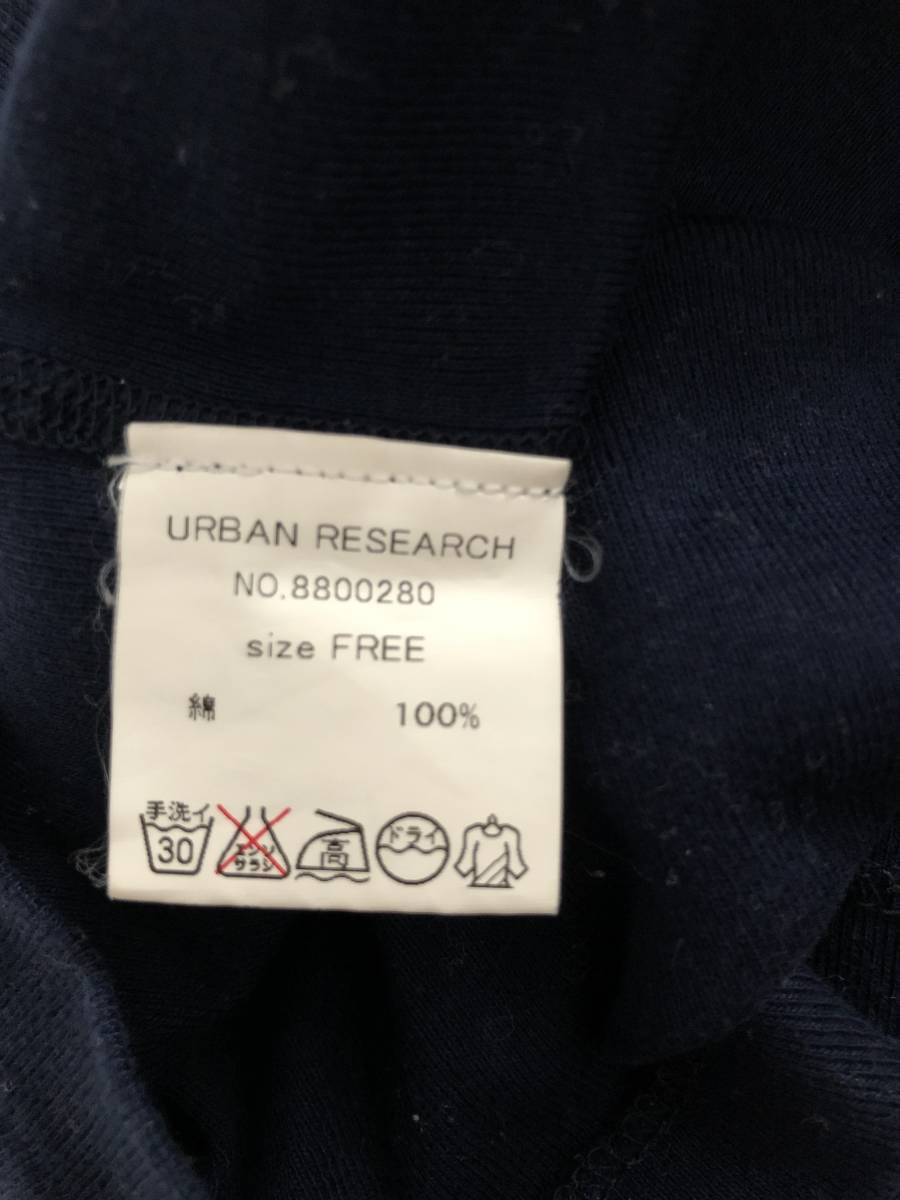 URBAN RESEARCH
NO.8800280
size FREE
綿 100%
手洗イ
30
エンソ
サラシ
高
ドライ